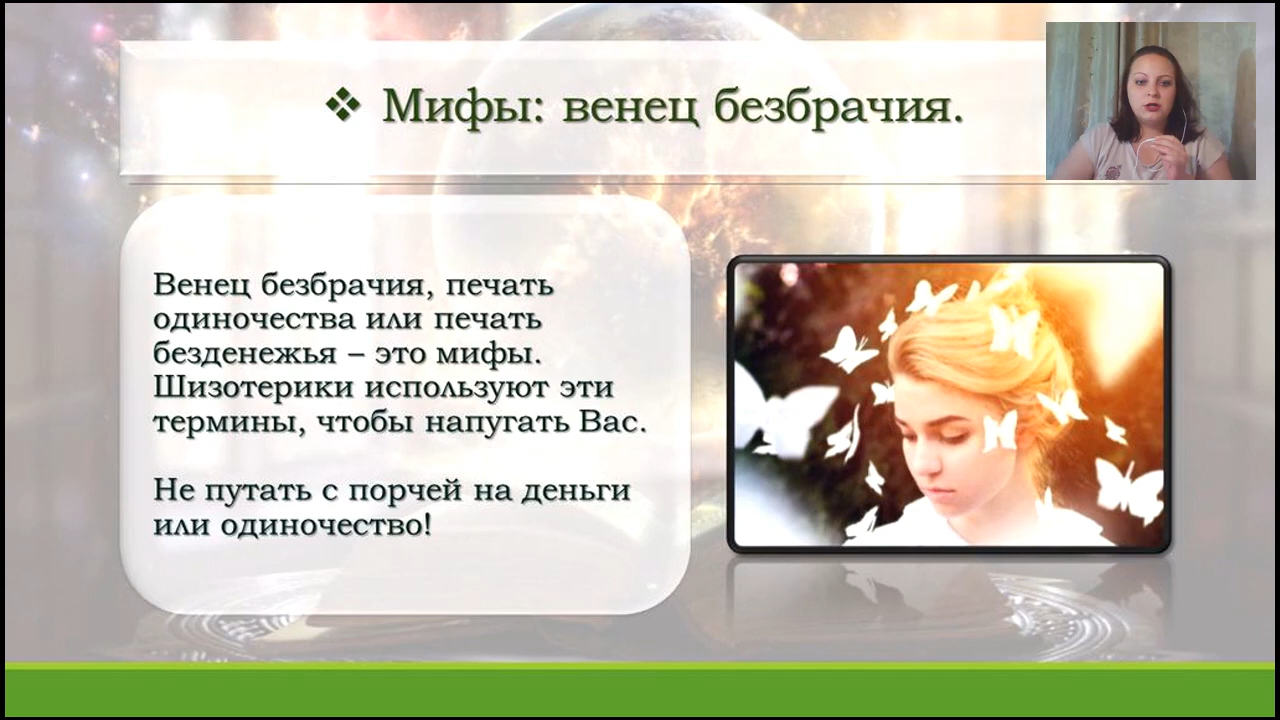 ❖ Мифы: венец безбрачия.
Венец безбрачия, печать
одиночества или печать
безденежья – это мифы.
Шизотерики используют эти
термины, чтобы напугать Вас.
Не путать с порчей на деньги
или одиночество!